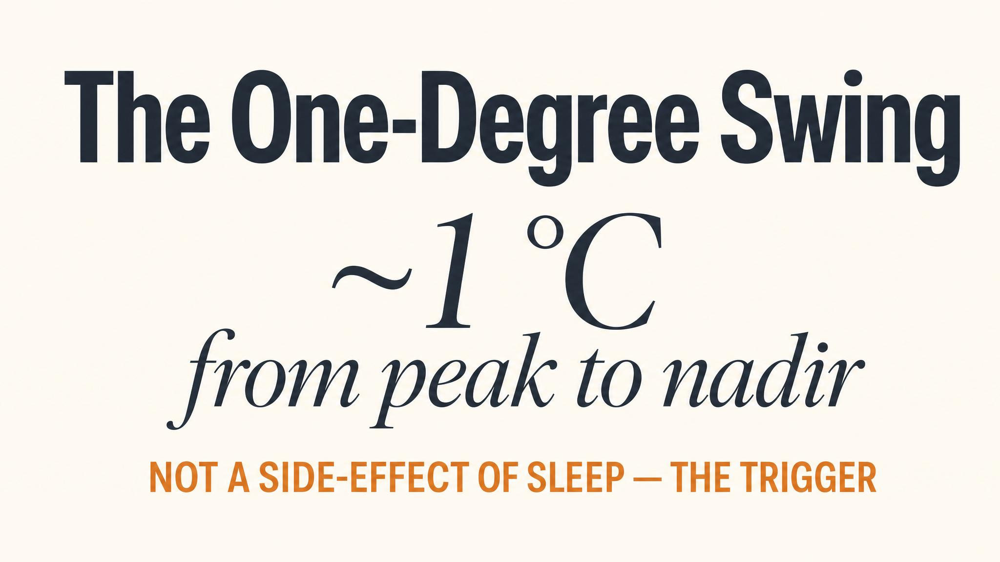 The One-Degree Swing
~1 °C
from peak to nadir
NOT A SIDE-EFFECT OF SLEEP — THE TRIGGER